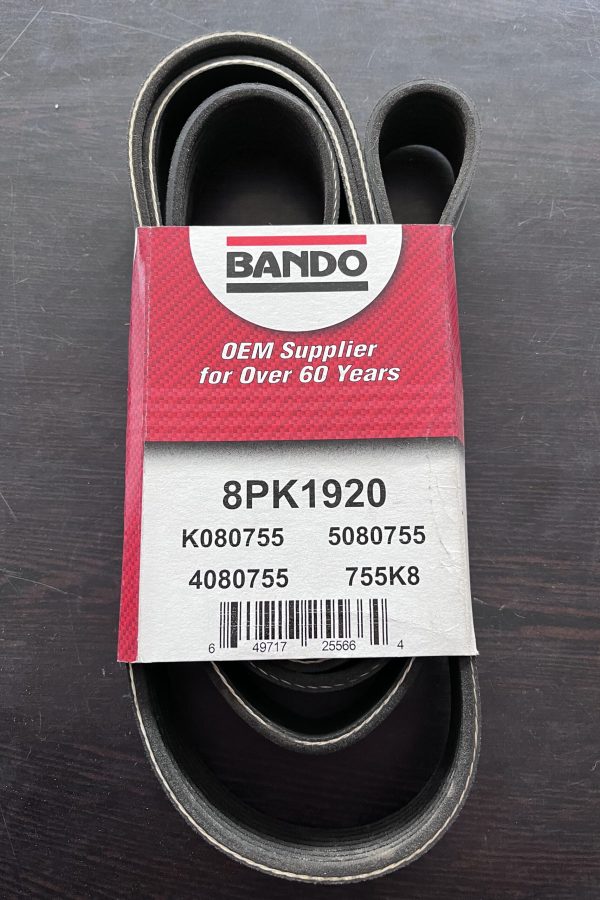 BANDO
OEM Supplier
for Over 60 Years
8PK1920
K080755 5080755
4080755 755K8
6 49717 25566 4